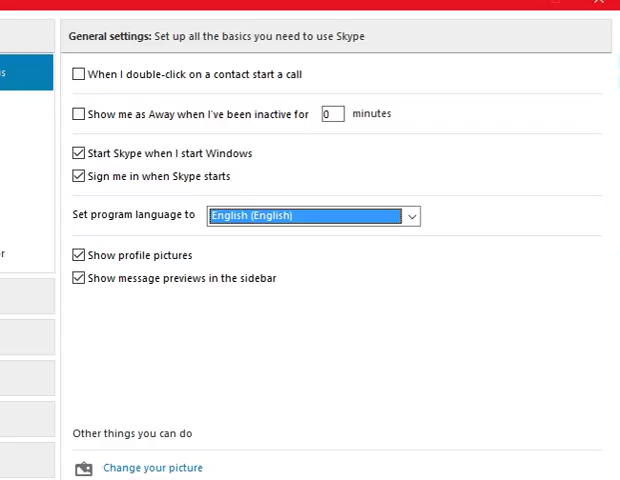 General settings: Set up all the basics you need to use Skype
When I double-click on a contact start a call
Show me as Away when I've been inactive for 0 minutes
Start Skype when I start Windows
Sign me in when Skype starts
Set program language to English (English)
Show profile pictures
Show message previews in the sidebar
Other things you can do
Change your picture